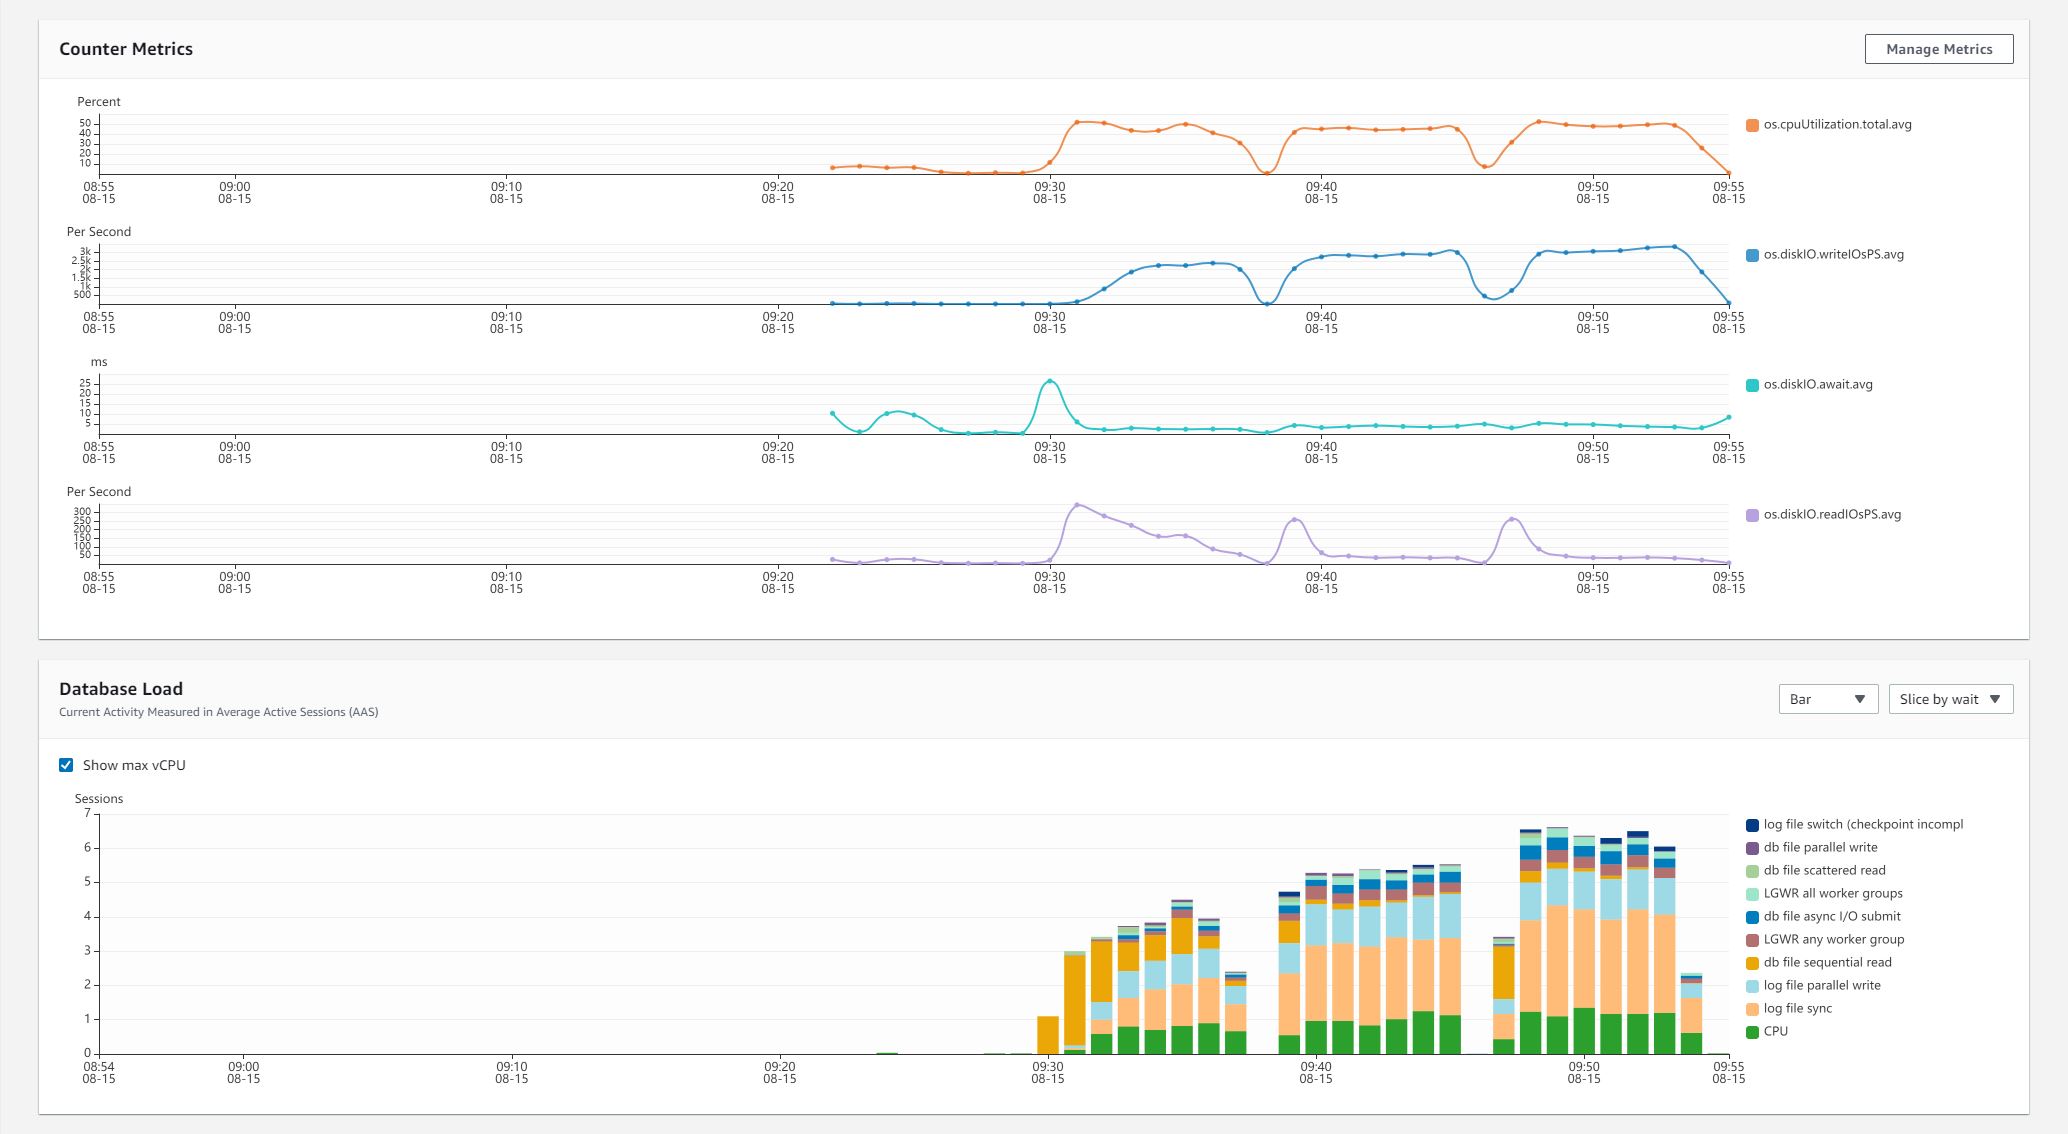 Counter Metrics
Manage Metrics
Percent
50
40
30
20
10
08:55 09:00 09:10 09:20 09:30 09:40 09:50 09:55
08-15 08-15 08-15 08-15 08-15 08-15 08-15 08-15
os.cpuUtilization.total.avg
Per Second
3k
2.5k
2k
1.5k
1k
500
08:55 09:00 09:10 09:20 09:30 09:40 09:50 09:55
08-15 08-15 08-15 08-15 08-15 08-15 08-15 08-15
os.diskIO.writeIOsPS.avg
ms
25
20
15
10
5
08:55 09:00 09:10 09:20 09:30 09:40 09:50 09:55
08-15 08-15 08-15 08-15 08-15 08-15 08-15 08-15
os.diskIO.await.avg
Per Second
300
250
200
150
100
50
08:55 09:00 09:10 09:20 09:30 09:40 09:50 09:55
08-15 08-15 08-15 08-15 08-15 08-15 08-15 08-15
os.diskIO.readIOsPS.avg
Database Load
Current Activity Measured in Average Active Sessions (AAS)
Bar
Slice by wait
Show max vCPU
Sessions
7
6
5
4
3
2
1
0
08:54 09:00 09:10 09:20 09:30 09:40 09:50 09:55
08-15 08-15 08-15 08-15 08-15 08-15 08-15 08-15
log file switch (checkpoint incompl
db file parallel write
db file scattered read
LGWR all worker groups
db file async I/O submit
LGWR any worker group
db file sequential read
log file parallel write
log file sync
CPU